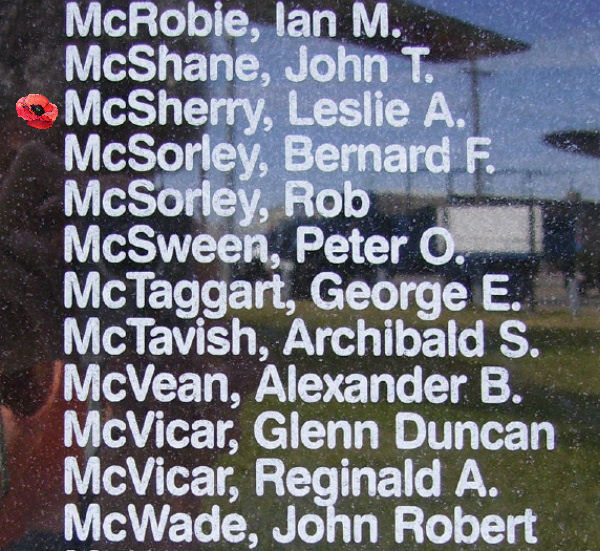 McRobie, Ian M.
McShane, John T.
McSherry, Leslie A.
McSorley, Bernard F.
McSorley, Rob
McSween, Peter O.
McTaggart, George E.
McTavish, Archibald S.
McVean, Alexander B.
McVicar, Glenn Duncan
McVicar, Reginald A.
McWade, John Robert